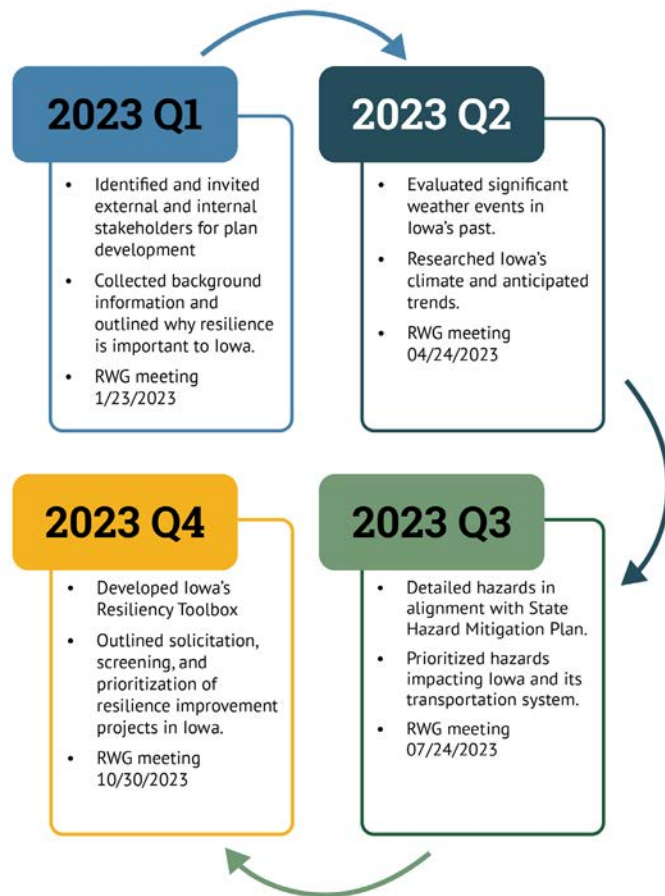 2023 Q1
• Identified and invited
external and internal
stakeholders for plan
development
• Collected background
information and
outlined why resilience
is important to Iowa.
• RWG meeting
1/23/2023
2023 Q2
• Evaluated significant
weather events in
Iowa's past.
• Researched Iowa's
climate and anticipated
trends.
• RWG meeting
04/24/2023
2023 Q3
• Detailed hazards in
alignment with State
Hazard Mitigation Plan.
• Prioritized hazards
impacting Iowa and its
transportation system.
• RWG meeting
07/24/2023
2023 Q4
• Developed Iowa's
Resiliency Toolbox
• Outlined solicitation,
screening, and
prioritization of
resilience improvement
projects in Iowa.
• RWG meeting
10/30/2023